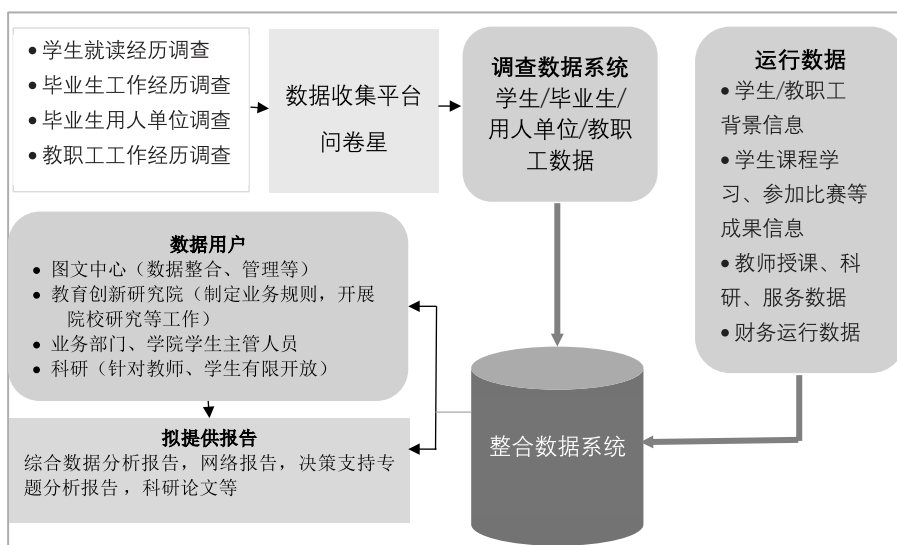 • 学生就读经历调查
• 毕业生工作经历调查
• 毕业生用人单位调查
• 教职工工作经历调查
数据收集平台
问卷星
调查数据系统
学生/毕业生/
用人单位/教职
工数据
运行数据
• 学生/教职工
背景信息
• 学生课程学
习、参加比赛等
成果信息
• 教师授课、科
研、服务数据
• 财务运行数据
数据用户
• 图文中心（数据整合、管理等）
• 教育创新研究院（制定业务规则，开展
院校研究等工作）
• 业务部门、学院学生主管人员
• 科研（针对教师、学生有限开放）
拟提供报告
综合数据分析报告，网络报告，决策支持专
题分析报告，科研论文等
整合数据系统